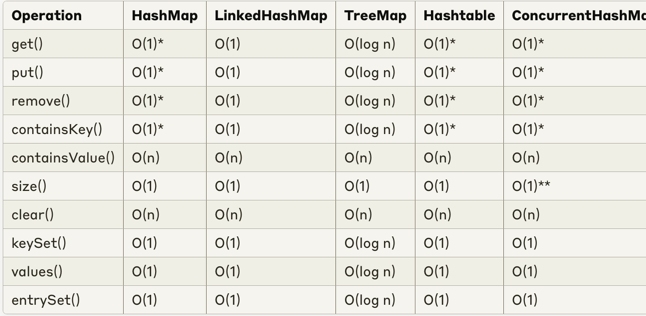 Operation HashMap LinkedHashMap TreeMap Hashtable ConcurrentHashMa
get() O(1)* O(1) O(log n) O(1)* O(1)*
put() O(1)* O(1) O(log n) O(1)* O(1)*
remove() O(1)* O(1) O(log n) O(1)* O(1)*
containsKey() O(1)* O(1) O(log n) O(1)* O(1)*
containsValue() O(n) O(n) O(n) O(n) O(n)
size() O(1) O(1) O(1) O(1) O(1)**
clear() O(n) O(n) O(n) O(n) O(n)
keySet() O(1) O(1) O(log n) O(1) O(1)
values() O(1) O(1) O(log n) O(1) O(1)
entrySet() O(1) O(1) O(log n) O(1) O(1)